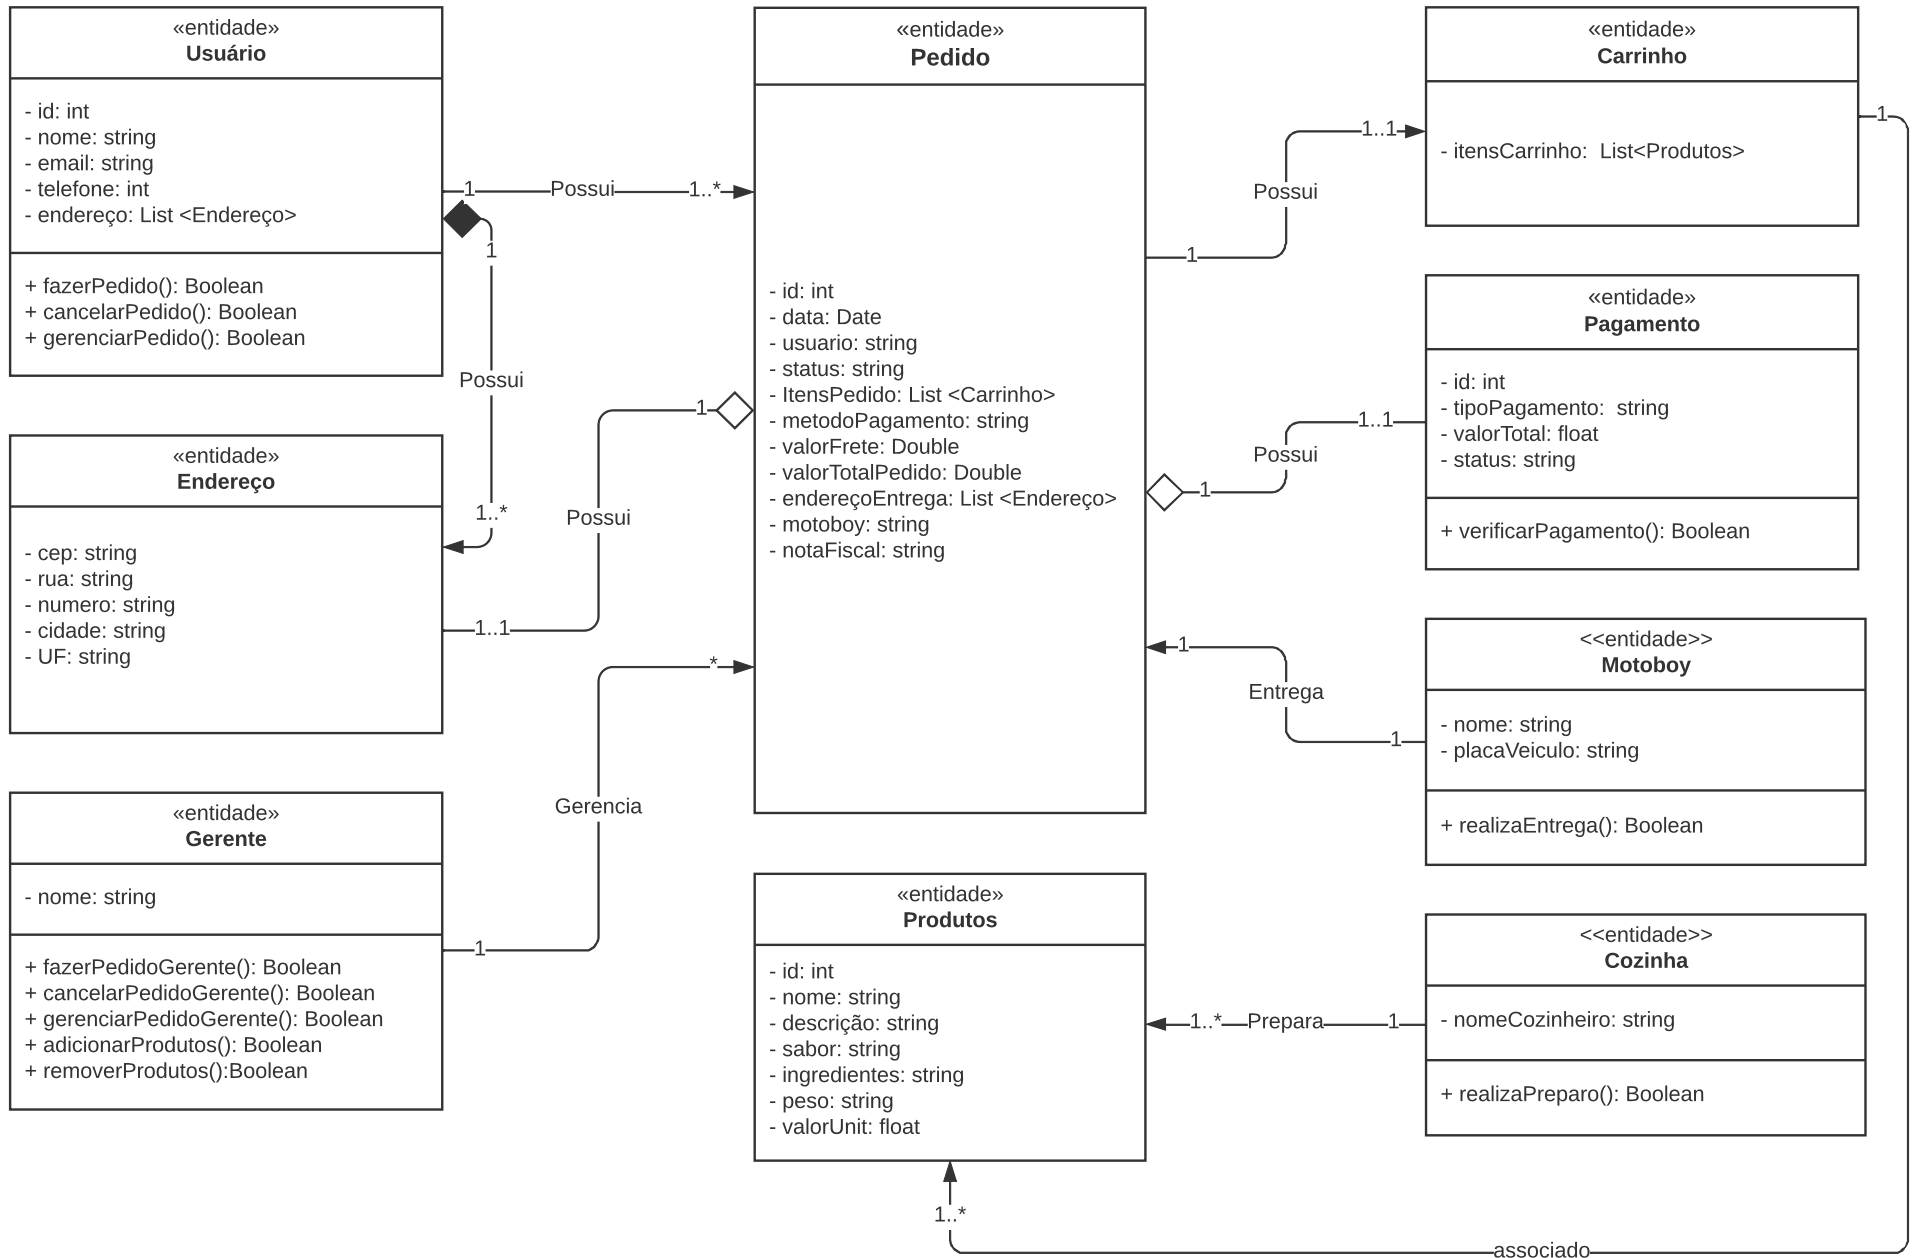 «entidade»
Usuário
- id: int
- nome: string
- email: string
- telefone: int
- endereço: List <Endereço>
+ fazerPedido(): Boolean
+ cancelarPedido(): Boolean
+ gerenciarPedido(): Boolean
1
Possui
1..*
1
Possui
1..*
«entidade»
Endereço
- cep: string
- rua: string
- numero: string
- cidade: string
- UF: string
1
Possui
1..1
«entidade»
Gerente
- nome: string
+ fazerPedidoGerente(): Boolean
+ cancelarPedidoGerente(): Boolean
+ gerenciarPedidoGerente(): Boolean
+ adicionarProdutos(): Boolean
+ removerProdutos():Boolean
*
Gerencia
1
«entidade»
Pedido
- id: int
- data: Date
- usuario: string
- status: string
- ItensPedido: List <Carrinho>
- metodoPagamento: string
- valorFrete: Double
- valorTotalPedido: Double
- endereçoEntrega: List <Endereço>
- motoboy: string
- notaFiscal: string
«entidade»
Produtos
- id: int
- nome: string
- descrição: string
- sabor: string
- ingredientes: string
- peso: string
- valorUnit: float
1..1
Possui
1
«entidade»
Carrinho
- itensCarrinho:  List<Produtos>
1
1..1
Possui
1
«entidade»
Pagamento
- id: int
- tipoPagamento:  string
- valorTotal: float
- status: string
+ verificarPagamento(): Boolean
1
Entrega
1
<<entidade>>
Motoboy
- nome: string
- placaVeiculo: string
+ realizaEntrega(): Boolean
1..*
Prepara
1
<<entidade>>
Cozinha
- nomeCozinheiro: string
+ realizaPreparo(): Boolean
1..*
associado